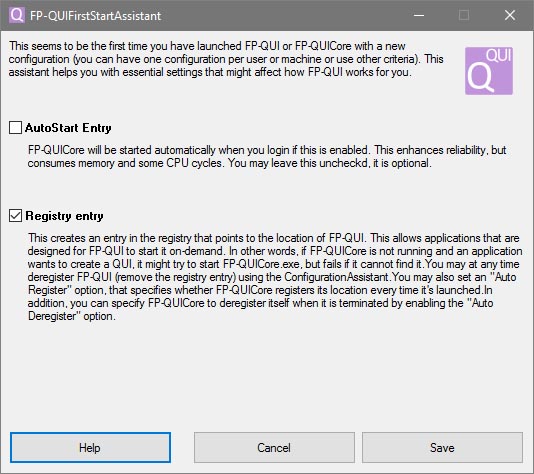 FP-QUIFirstStartAssistant
This seems to be the first time you have launched FP-QUI or FP-QUICore with a new
configuration (you can have one configuration per user or machine or use other criteria). This
assistant helps you with essential settings that might affect how FP-QUI works for you.
QUI
Q
AutoStart Entry
FP-QUICore will be started automatically when you login if this is enabled. This enhances reliability, but
consumes memory and some CPU cycles. You may leave this uncheckd, it is optional.
Registry entry
This creates an entry in the registry that points to the location of FP-QUI. This allows applications that are
designed for FP-QUI to start it on-demand. In other words, if FP-QUICore is not running and an application
wants to create a QUI, it might try to start FP-QUICore.exe, but fails if it cannot find it.You may at any time
deregister FP-QUI (remove the registry entry) using the ConfigurationAssistant.You may also set an "Auto
Register" option, that specifies whether FP-QUICore registers its location every time it's launched.In
addition, you can specify FP-QUICore to deregister itself when it is terminated by enabling the "Auto
Deregister" option.
Help
Cancel
Save